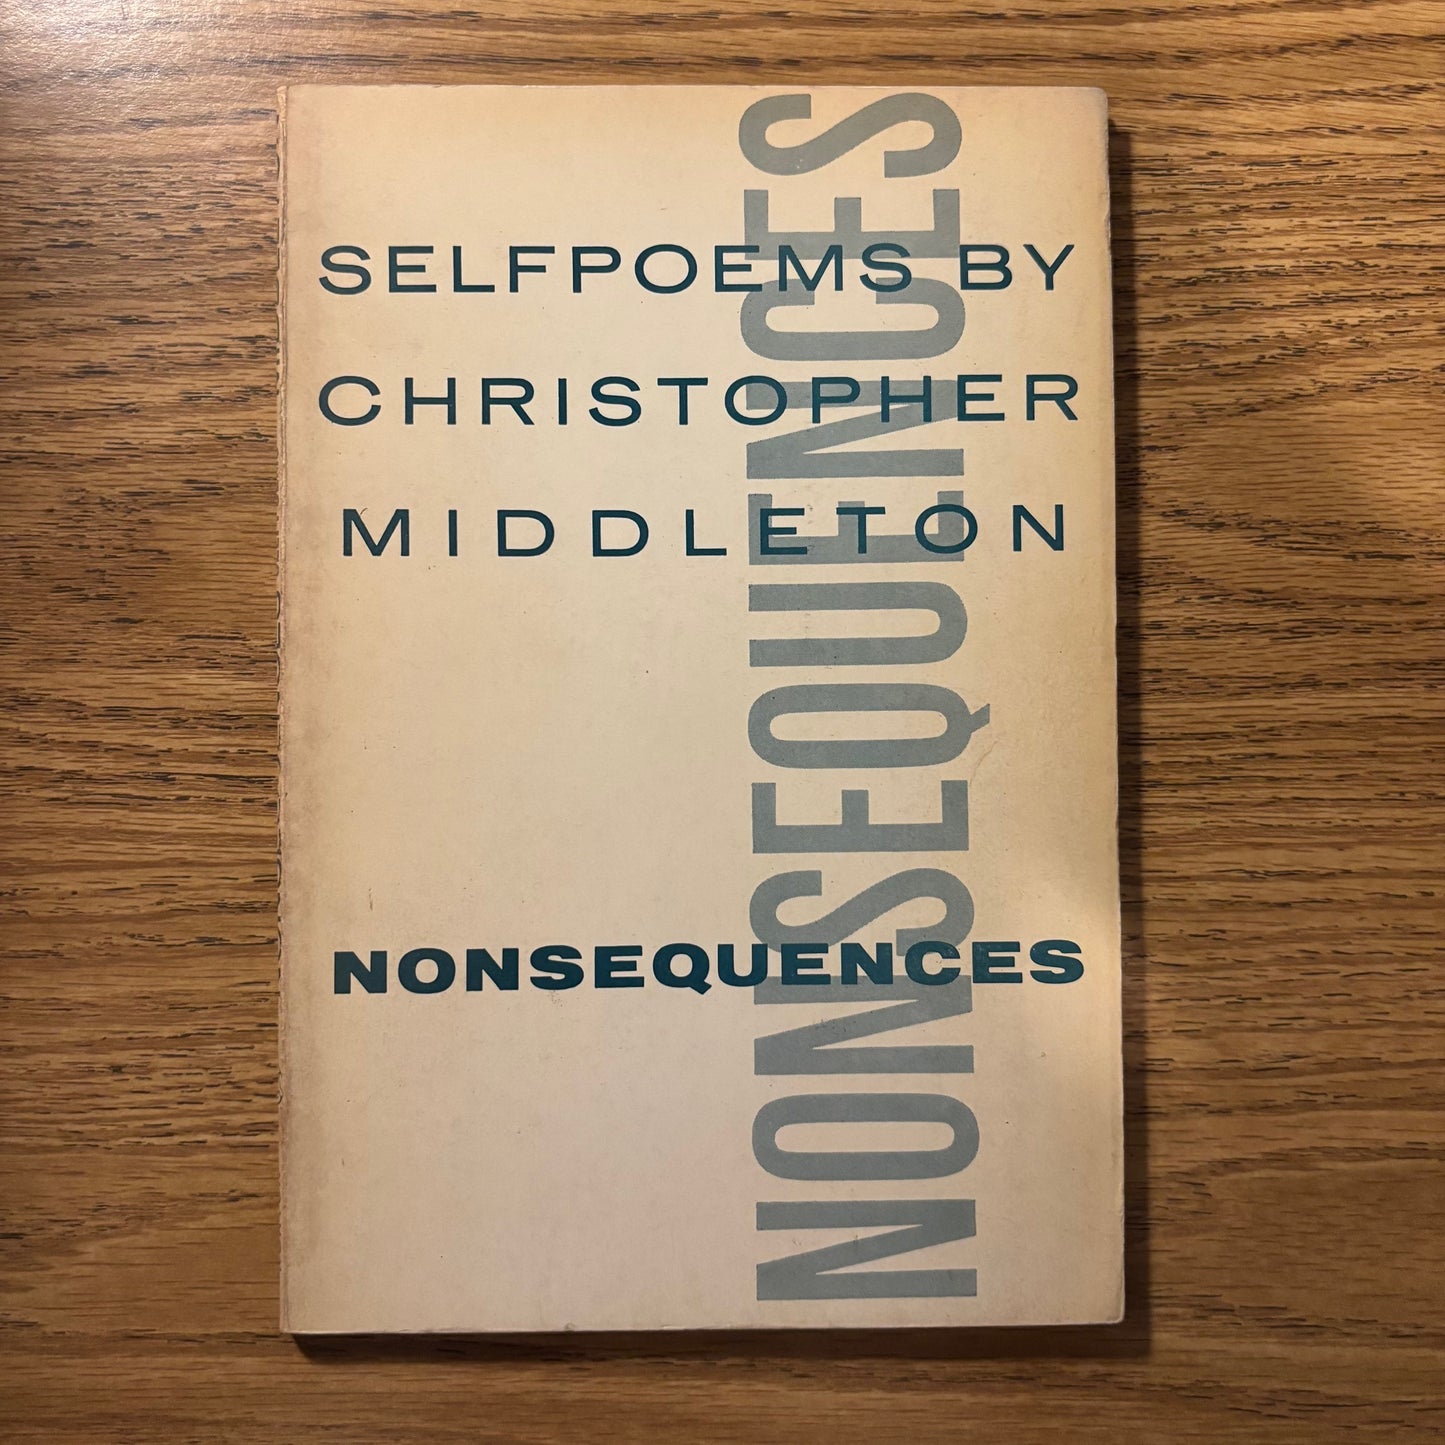 SELFPOEMS BY
CHRISTOPHER
MIDDLETON
NONSEQUENCES
NONSEQUENCES